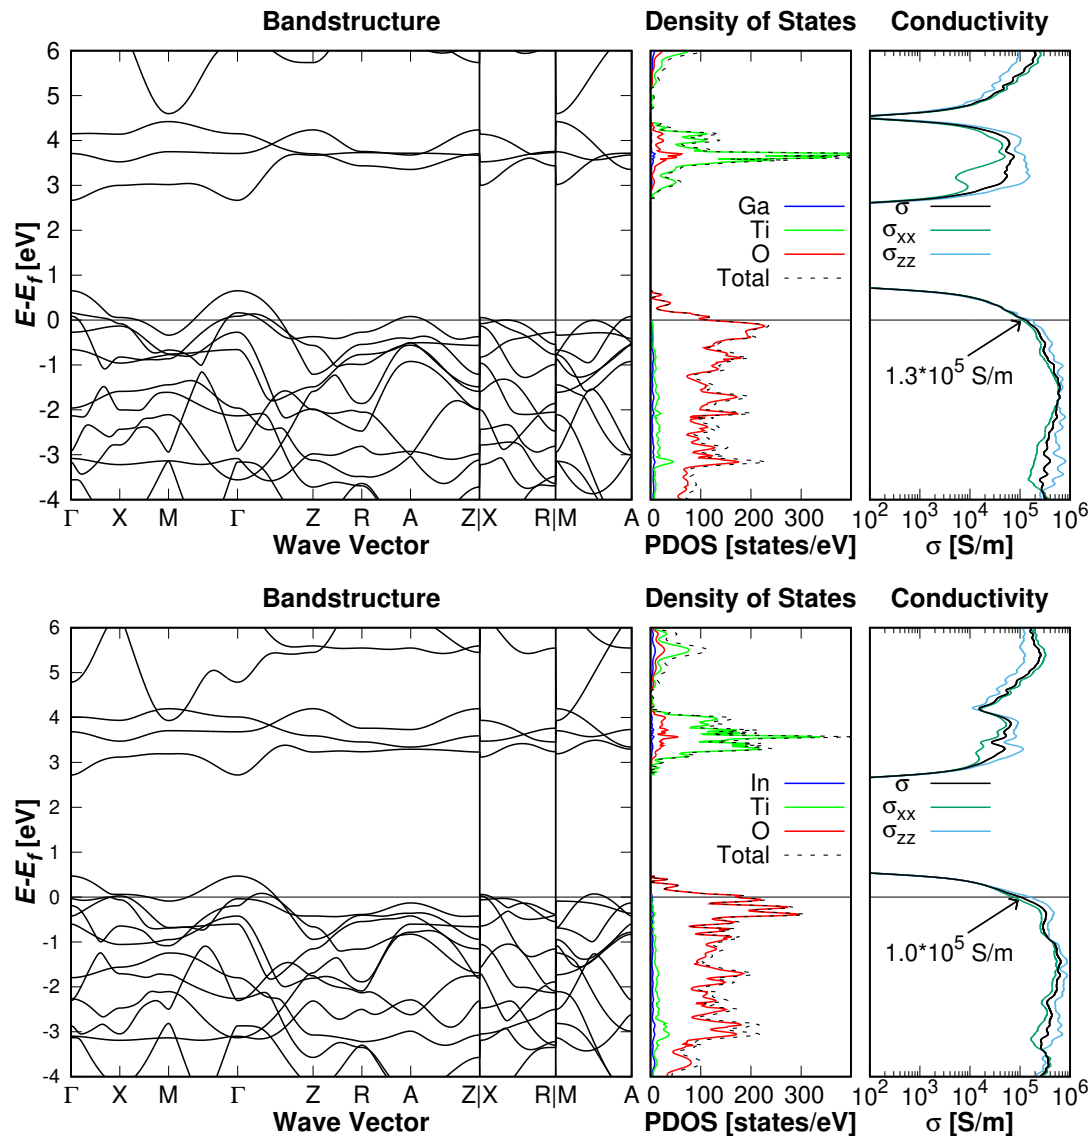 Bandstructure Density of States Conductivity
6
5
4
3
2
1
0
-1
-2
-3
-4
E-E_f [eV]
Ga
Ti
O
Total
σ
σ_xx
σ_zz
1.3*10^5 S/m
Γ X M Γ Z R A Z|X R|M A
0 100 200 300
10^2 10^3 10^4 10^5 10^6
Wave Vector PDOS [states/eV] σ [S/m]
Bandstructure Density of States Conductivity
6
5
4
3
2
1
0
-1
-2
-3
-4
E-E_f [eV]
In
Ti
O
Total
σ
σ_xx
σ_zz
1.0*10^5 S/m
Γ X M Γ Z R A Z|X R|M A
0 100 200 300
10^2 10^3 10^4 10^5 10^6
Wave Vector PDOS [states/eV] σ [S/m]